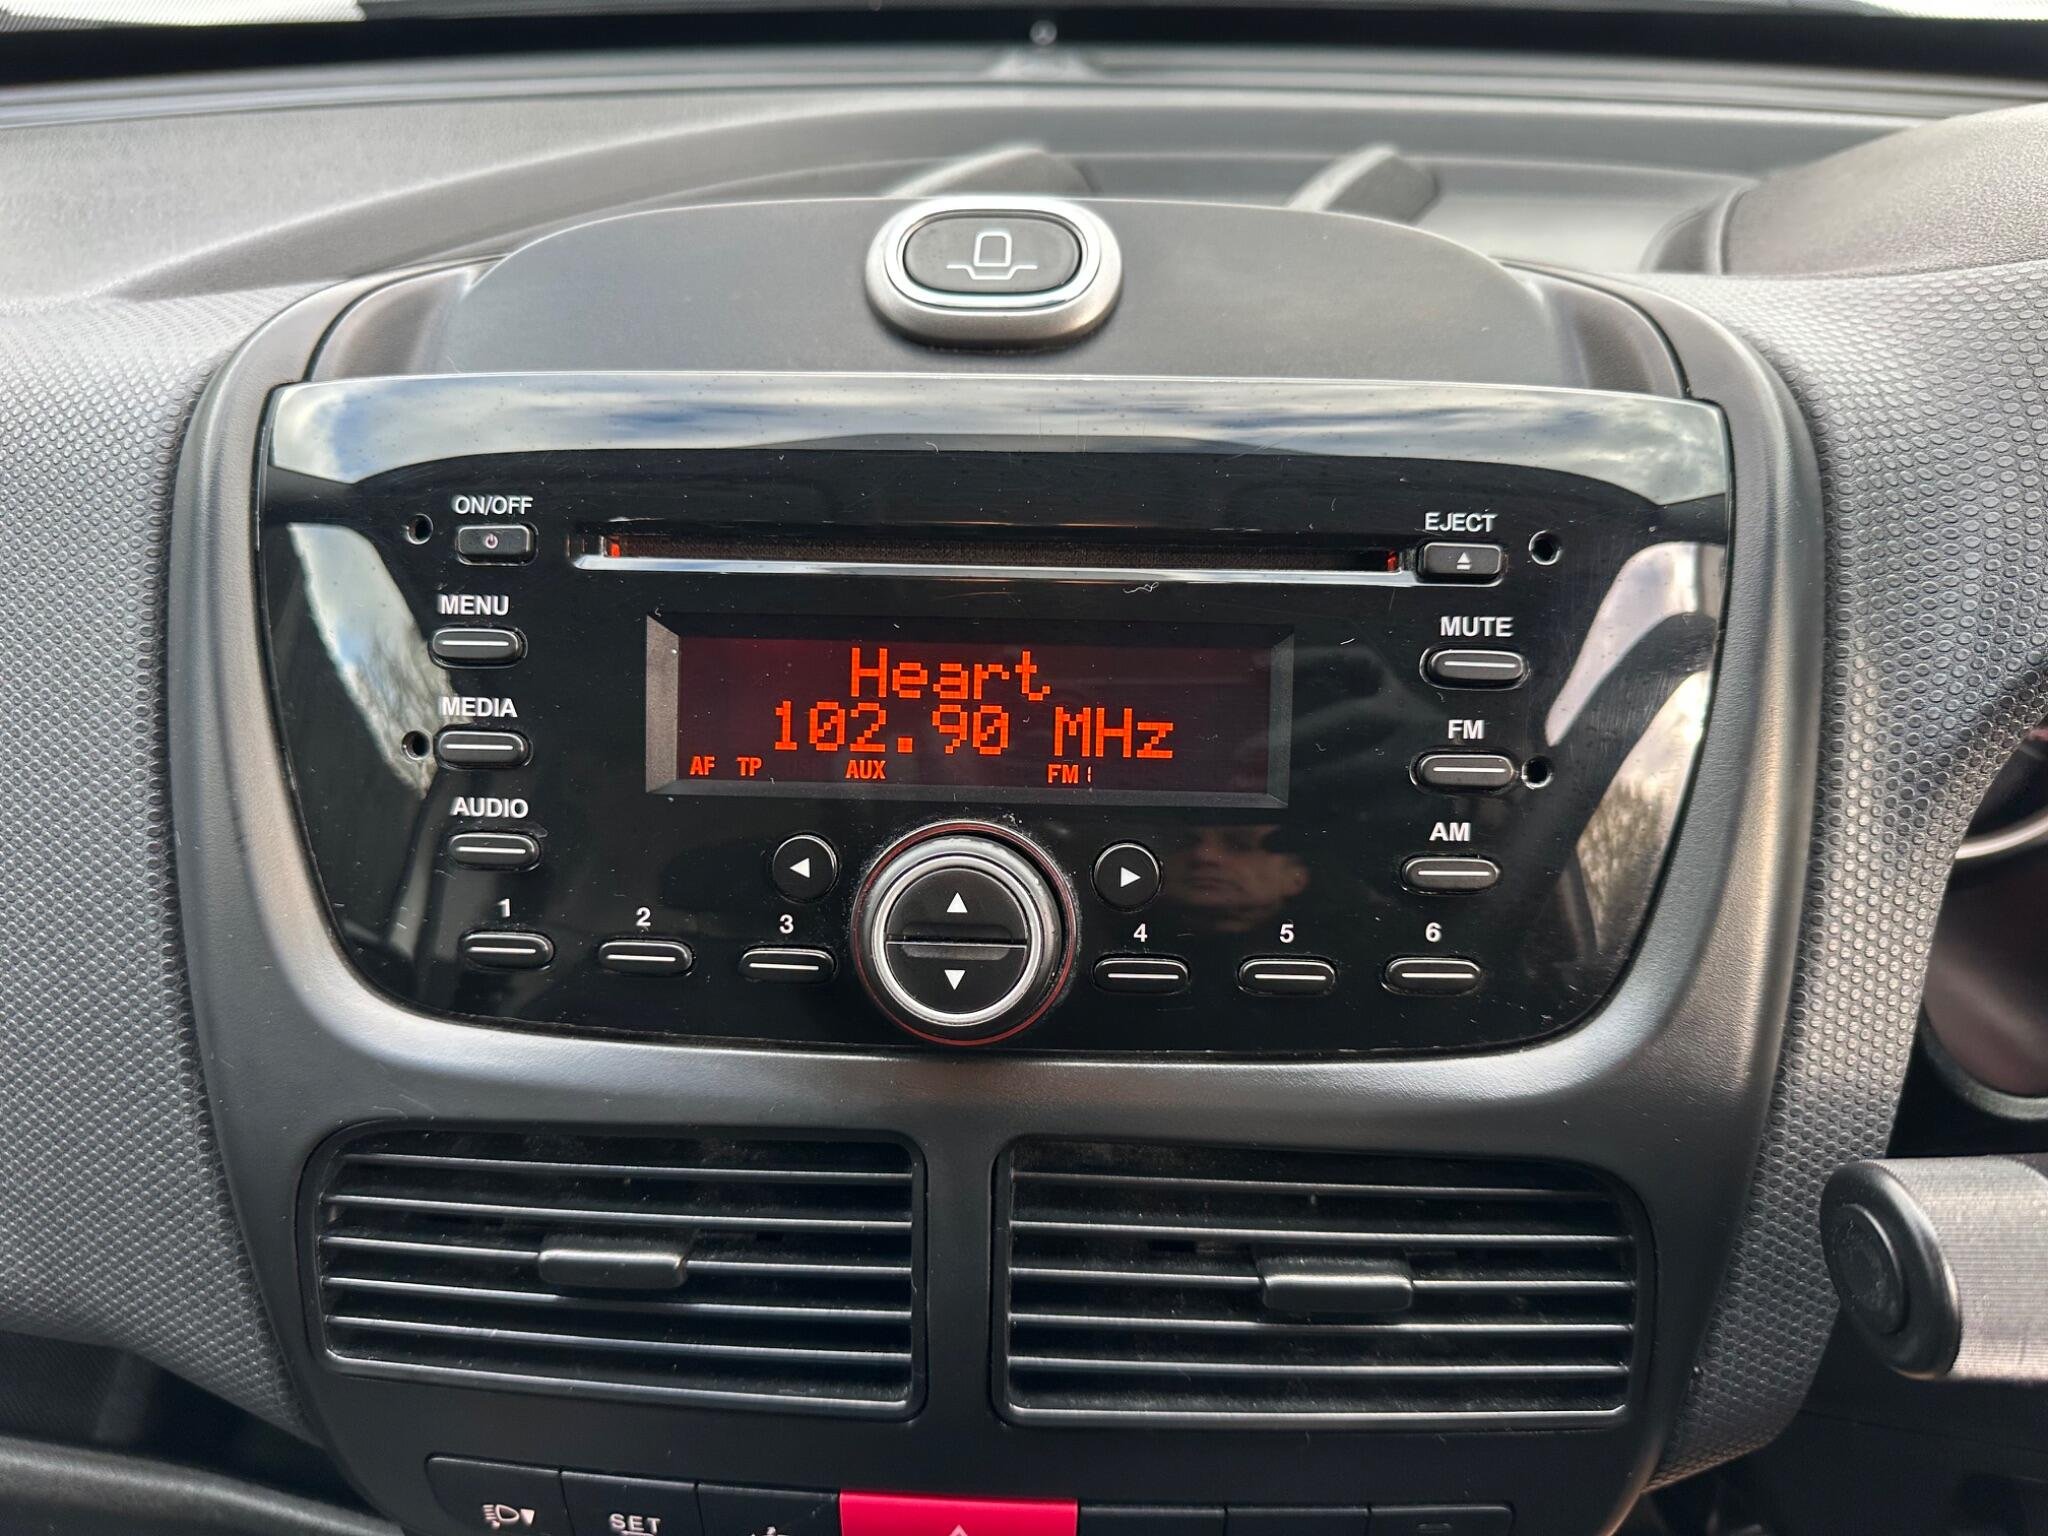 ON/OFF
EJECT
MENU
MUTE
Heart
102.90 MHz
AF TP AUX FM
MEDIA
FM
AUDIO
AM
1 2 3 4 5 6
SET